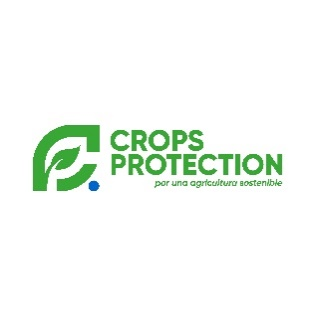 CROPS
PROTECTION
por una agricultura sostenible